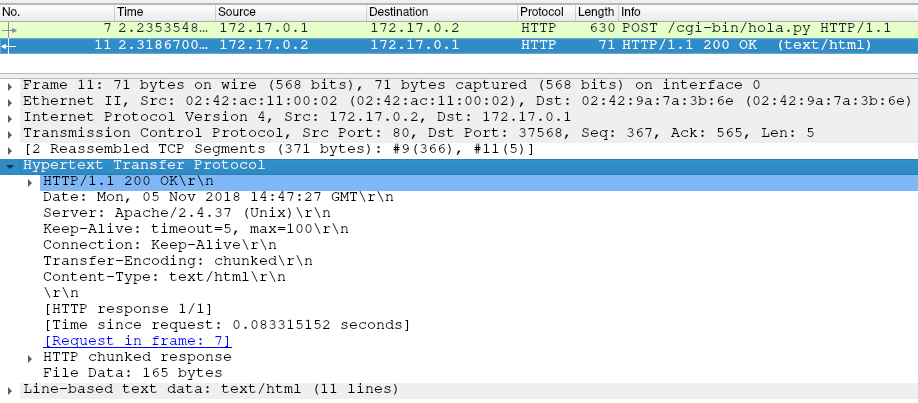 No. Time Source Destination Protocol Length Info
7 2.2353548… 172.17.0.1 172.17.0.2 HTTP 630 POST /cgi-bin/hola.py HTTP/1.1
11 2.3186700… 172.17.0.2 172.17.0.1 HTTP 71 HTTP/1.1 200 OK (text/html)
Frame 11: 71 bytes on wire (568 bits), 71 bytes captured (568 bits) on interface 0
Ethernet II, Src: 02:42:ac:11:00:02 (02:42:ac:11:00:02), Dst: 02:42:9a:7a:3b:6e (02:42:9a:7a:3b:6e)
Internet Protocol Version 4, Src: 172.17.0.2, Dst: 172.17.0.1
Transmission Control Protocol, Src Port: 80, Dst Port: 37568, Seq: 367, Ack: 565, Len: 5
[2 Reassembled TCP Segments (371 bytes): #9(366), #11(5)]
Hypertext Transfer Protocol
HTTP/1.1 200 OK\r\n
Date: Mon, 05 Nov 2018 14:47:27 GMT\r\n
Server: Apache/2.4.37 (Unix)\r\n
Keep-Alive: timeout=5, max=100\r\n
Connection: Keep-Alive\r\n
Transfer-Encoding: chunked\r\n
Content-Type: text/html\r\n
\r\n
[HTTP response 1/1]
[Time since request: 0.083315152 seconds]
[Request in frame: 7]
HTTP chunked response
File Data: 165 bytes
Line-based text data: text/html (11 lines)